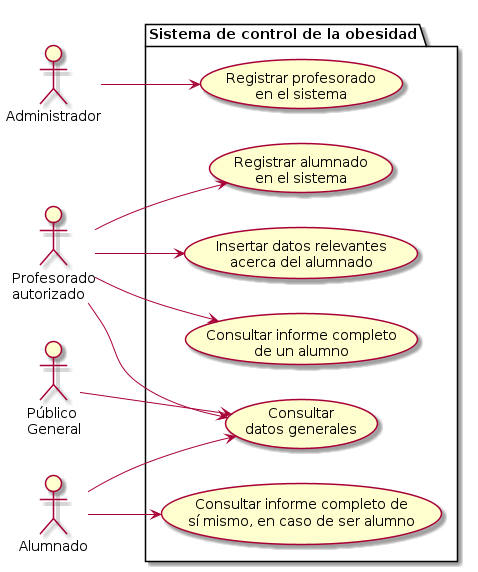 Sistema de control de la obesidad
Administrador
Registrar profesorado
en el sistema
Registrar alumnado
en el sistema
Profesorado
autorizado
Insertar datos relevantes
acerca del alumnado
Consultar informe completo
de un alumno
Público
General
Consultar
datos generales
Alumnado
Consultar informe completo de
sí mismo, en caso de ser alumno